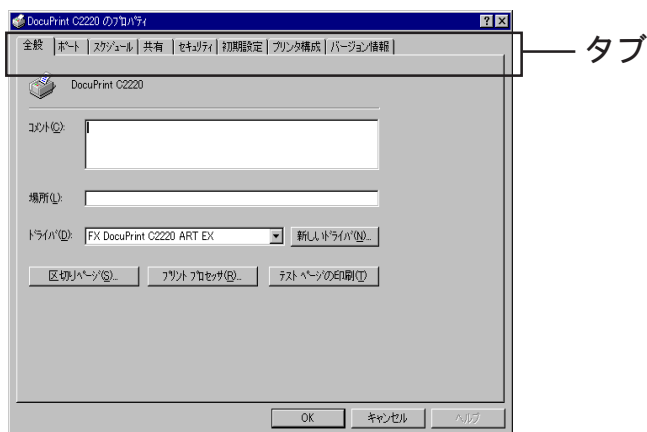 DocuPrint C2220 のﾌﾟﾛﾊﾟﾃｨ
全般 ﾎﾟｰﾄ ｽｹｼﾞｭｰﾙ 共有 ｾｷｭﾘﾃｨ 初期設定 ﾌﾟﾘﾝﾀ構成 ﾊﾞｰｼﾞｮﾝ情報
タブ
DocuPrint C2220
ｺﾒﾝﾄ(C):
場所(L):
ﾄﾞﾗｲﾊﾞ(D): FX DocuPrint C2220 ART EX 新しいﾄﾞﾗｲﾊﾞ(N)...
区切りﾍﾟｰｼﾞ(S)... ﾌﾟﾘﾝﾄ ﾌﾟﾛｾｯｻ(R)... ﾃｽﾄ ﾍﾟｰｼﾞの印刷(T)
OK ｷｬﾝｾﾙ ﾍﾙﾌﾟ